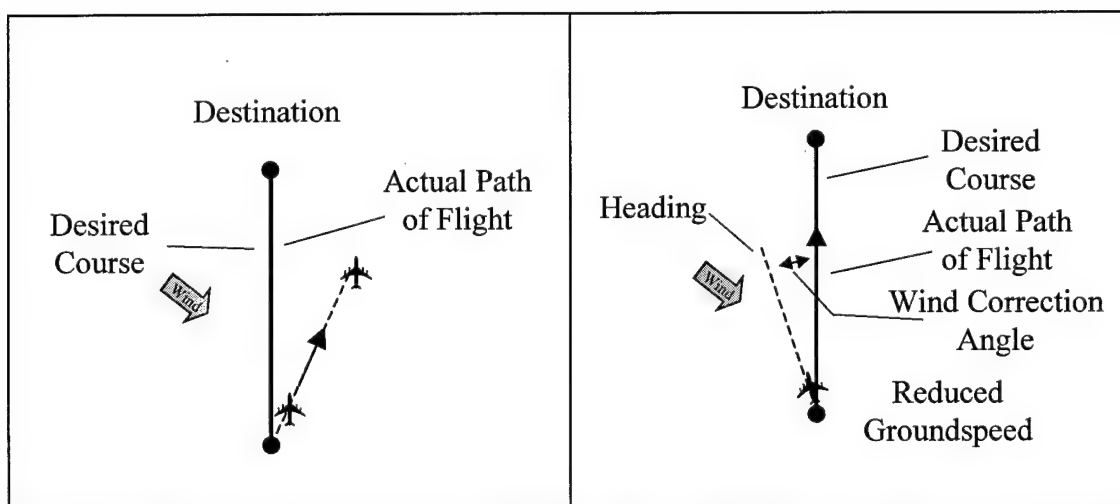 Destination
Desired
Course
Actual Path
of Flight
Wind
Destination
Desired
Course
Heading
Actual Path
of Flight
Wind
Wind Correction
Angle
Reduced
Groundspeed